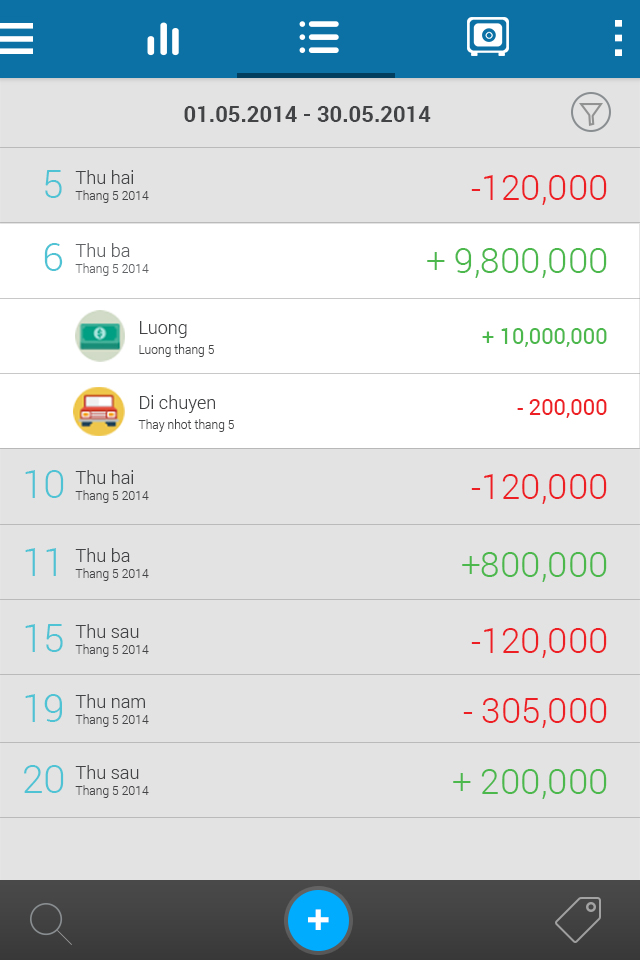 01.05.2014 - 30.05.2014
5 Thu hai -120,000
Thang 5 2014
6 Thu ba + 9,800,000
Thang 5 2014
Luong + 10,000,000
Luong thang 5
Di chuyen - 200,000
Thay nhot thang 5
10 Thu hai -120,000
Thang 5 2014
11 Thu ba +800,000
Thang 5 2014
15 Thu sau -120,000
Thang 5 2014
19 Thu nam - 305,000
Thang 5 2014
20 Thu sau + 200,000
Thang 5 2014